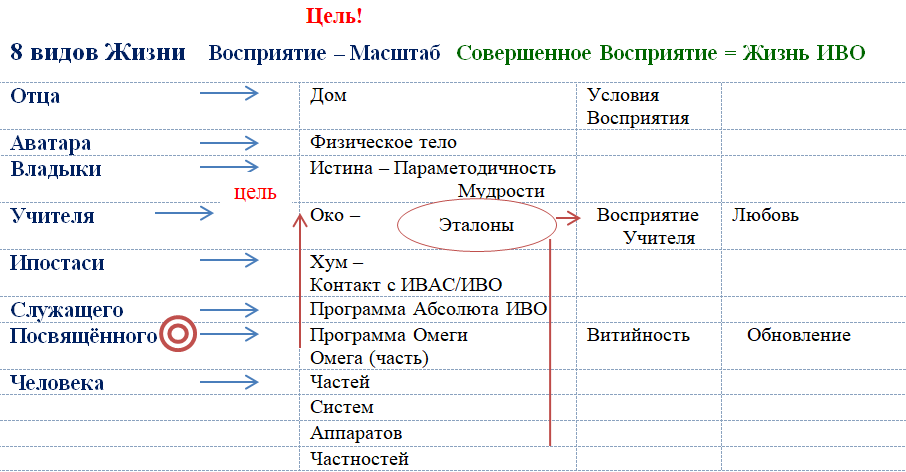 Цель!
8 видов Жизни Восприятие – Масштаб Совершенное Восприятие = Жизнь ИВО
Отца Дом Условия
Восприятия
Аватара Физическое тело
Владыки Истина – Параметодичность
Мудрости
цель
Учителя Око – Эталоны Восприятие Любовь
Учителя
Ипостаси Хум –
Контакт с ИВАС/ИВО
Служащего Программа Абсолюта ИВО
Посвящённого Программа Омеги Витийность Обновление
Омега (часть)
Человека Частей
Систем
Аппаратов
Частностей